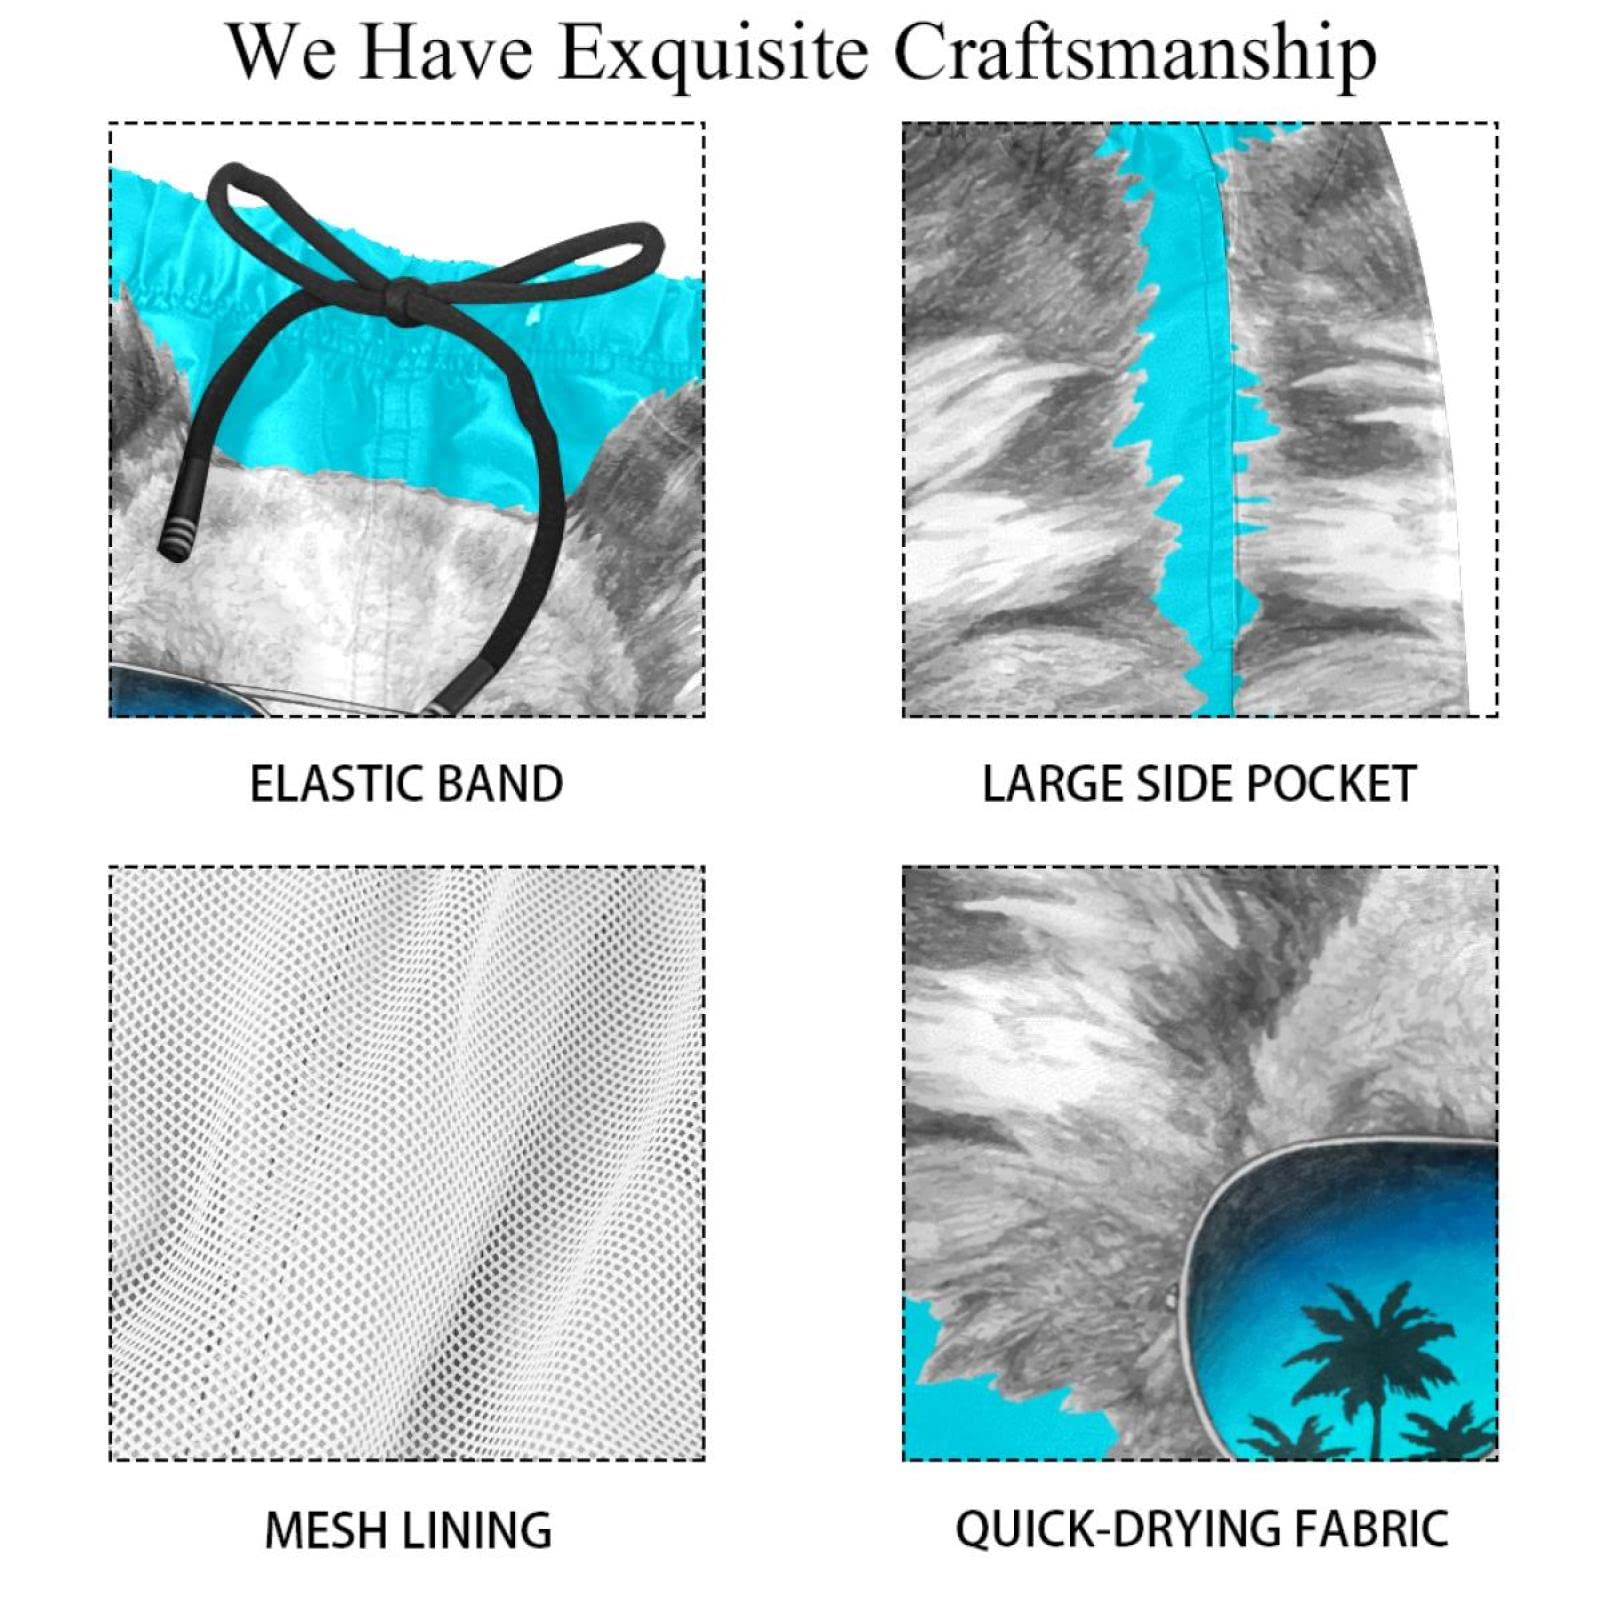 We Have Exquisite Craftsmanship
ELASTIC BAND
LARGE SIDE POCKET
MESH LINING
QUICK-DRYING FABRIC